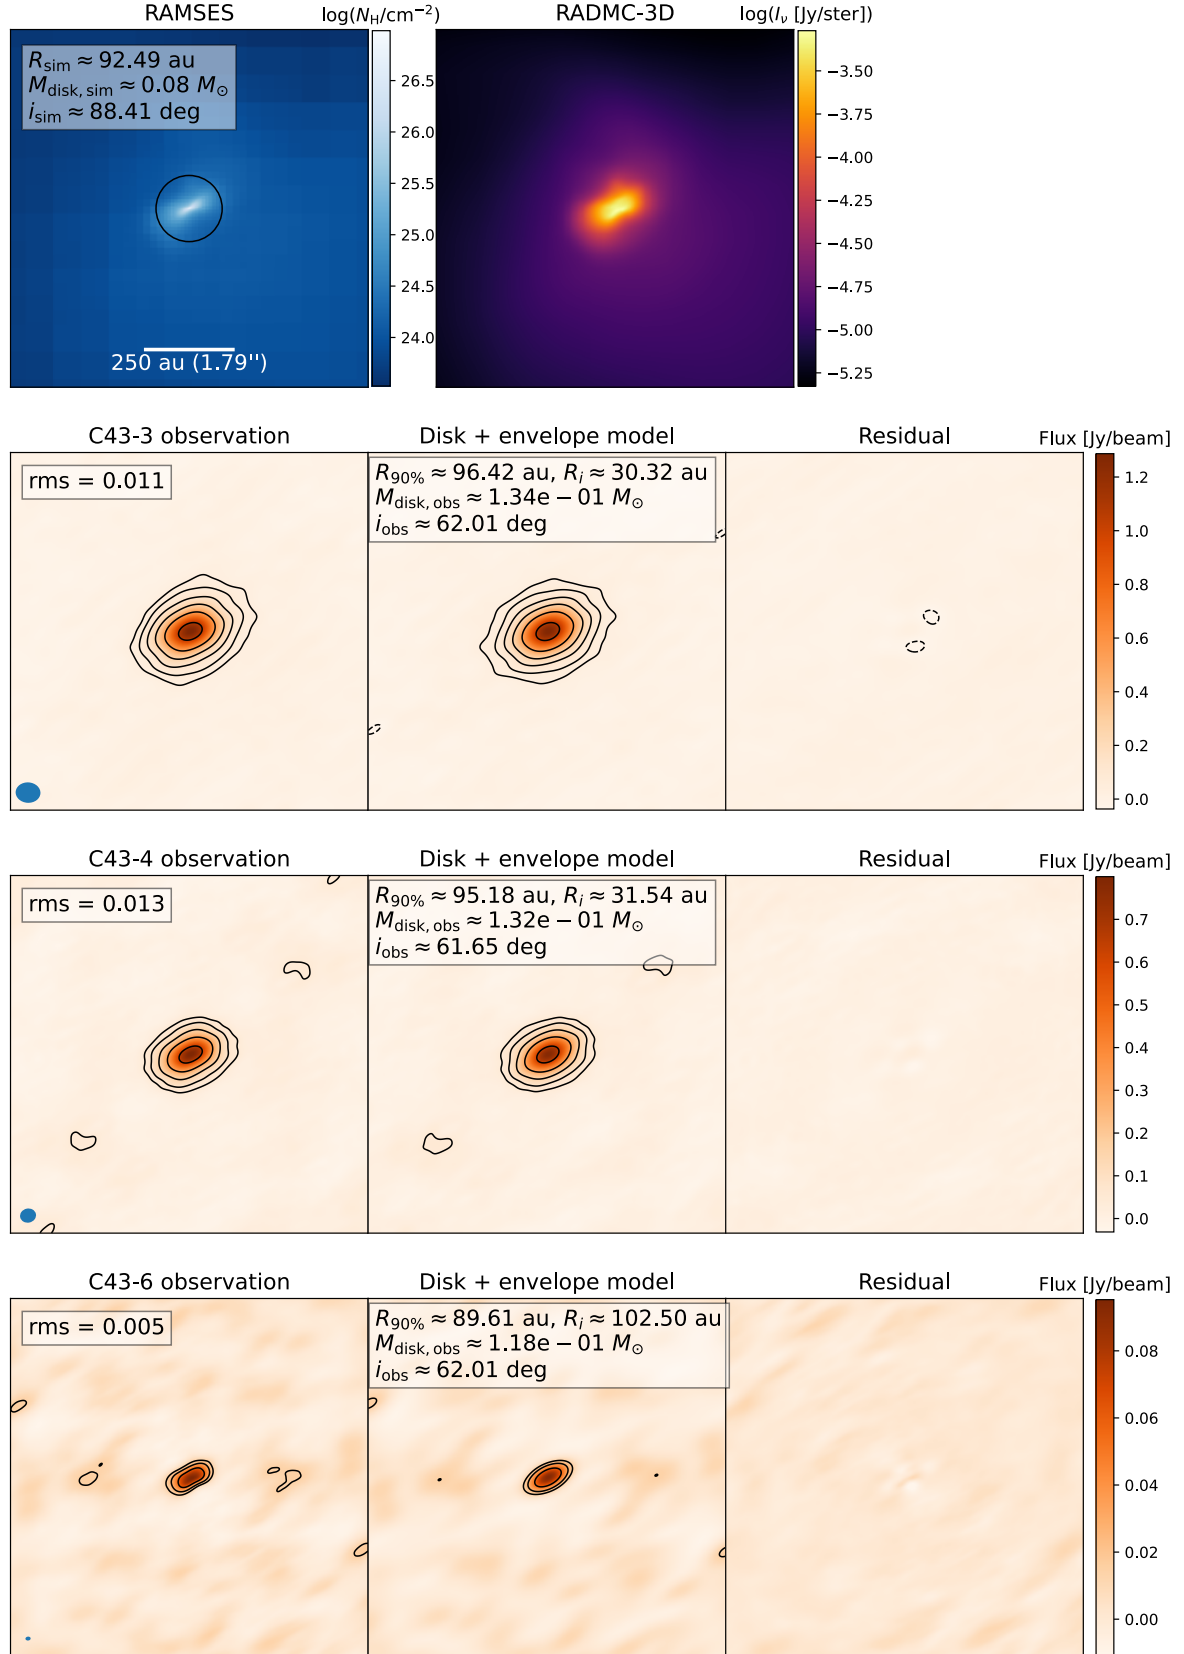 RAMSES
log(N_H/cm⁻²)
RADMC-3D
log(I_ν [Jy/ster])
R_sim ≈ 92.49 au
M_disk, sim ≈ 0.08 M_⊙
i_sim ≈ 88.41 deg
250 au (1.79'')
26.5
26.0
25.5
25.0
24.5
24.0
−3.50
−3.75
−4.00
−4.25
−4.50
−4.75
−5.00
−5.25
C43-3 observation
Disk + envelope model
Residual
Flux [Jy/beam]
rms = 0.011
R_90% ≈ 96.42 au, R_i ≈ 30.32 au
M_disk, obs ≈ 1.34e − 01 M_⊙
i_obs ≈ 62.01 deg
1.2
1.0
0.8
0.6
0.4
0.2
0.0
C43-4 observation
Disk + envelope model
Residual
Flux [Jy/beam]
rms = 0.013
R_90% ≈ 95.18 au, R_i ≈ 31.54 au
M_disk, obs ≈ 1.32e − 01 M_⊙
i_obs ≈ 61.65 deg
0.7
0.6
0.5
0.4
0.3
0.2
0.1
0.0
C43-6 observation
Disk + envelope model
Residual
Flux [Jy/beam]
rms = 0.005
R_90% ≈ 89.61 au, R_i ≈ 102.50 au
M_disk, obs ≈ 1.18e − 01 M_⊙
i_obs ≈ 62.01 deg
0.08
0.06
0.04
0.02
0.00